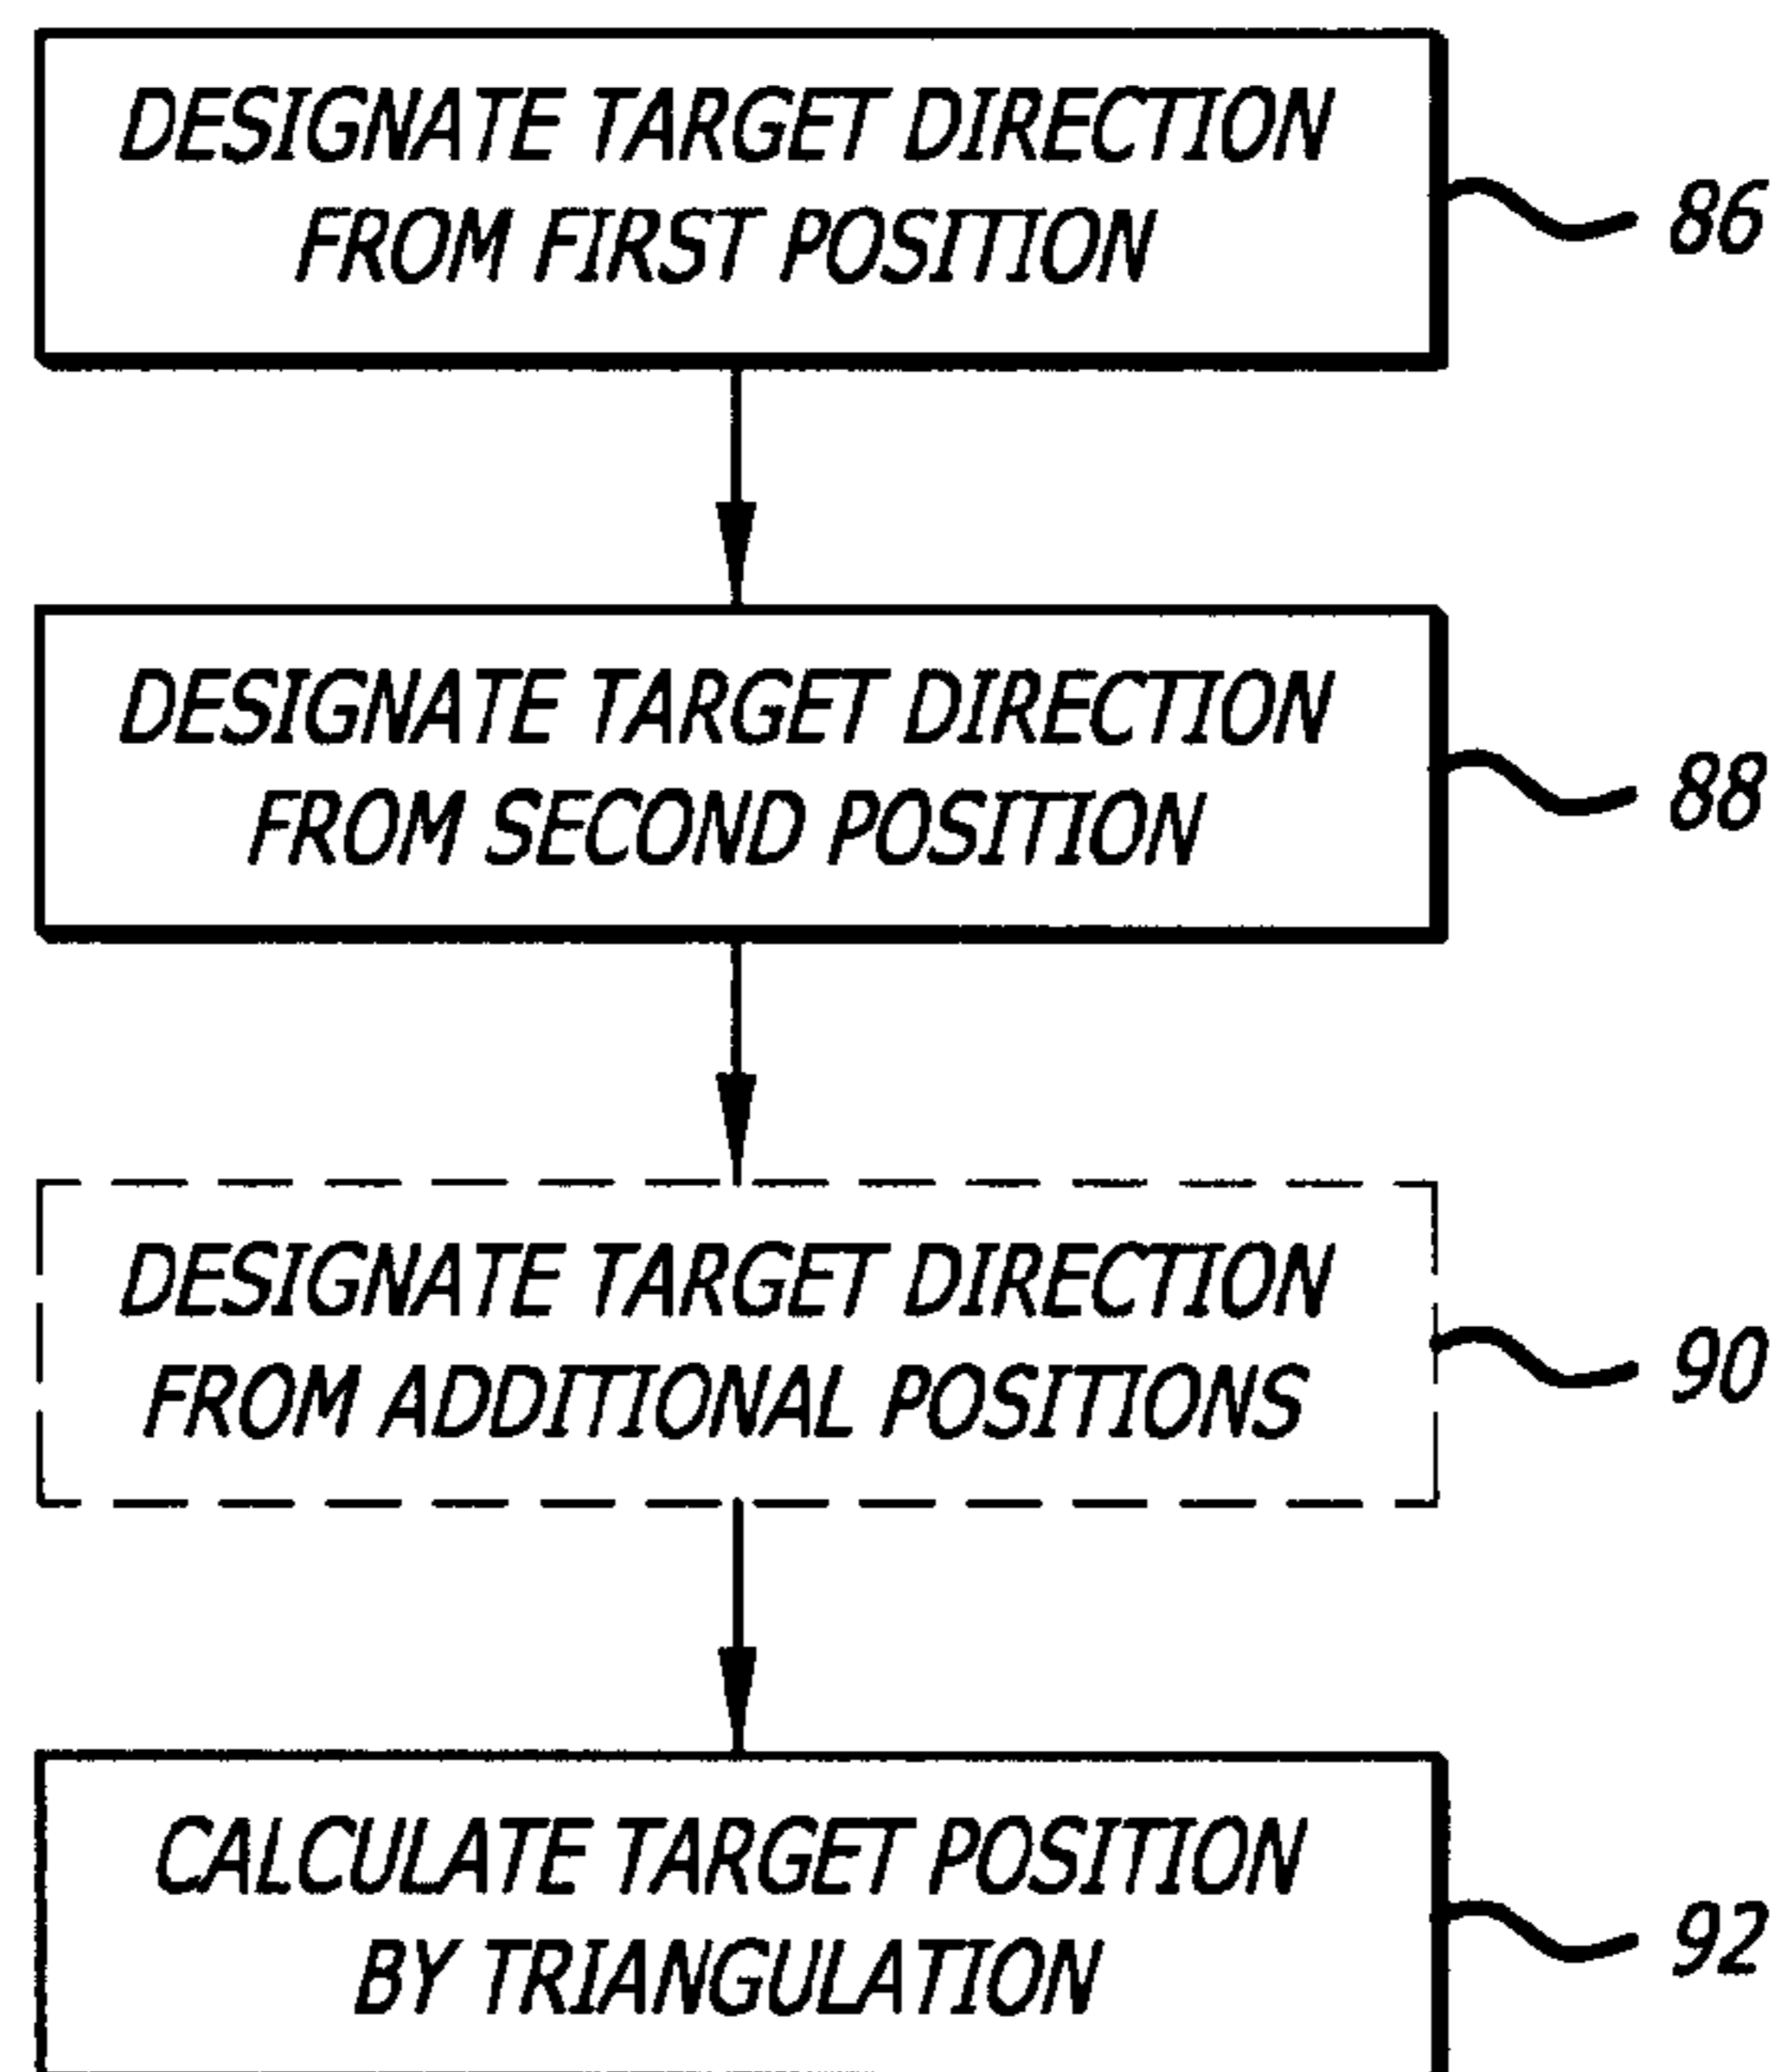 DESIGNATE TARGET DIRECTION
FROM FIRST POSITION
86
DESIGNATE TARGET DIRECTION
FROM SECOND POSITION
88
DESIGNATE TARGET DIRECTION
FROM ADDITIONAL POSITIONS
90
CALCULATE TARGET POSITION
BY TRIANGULATION
92